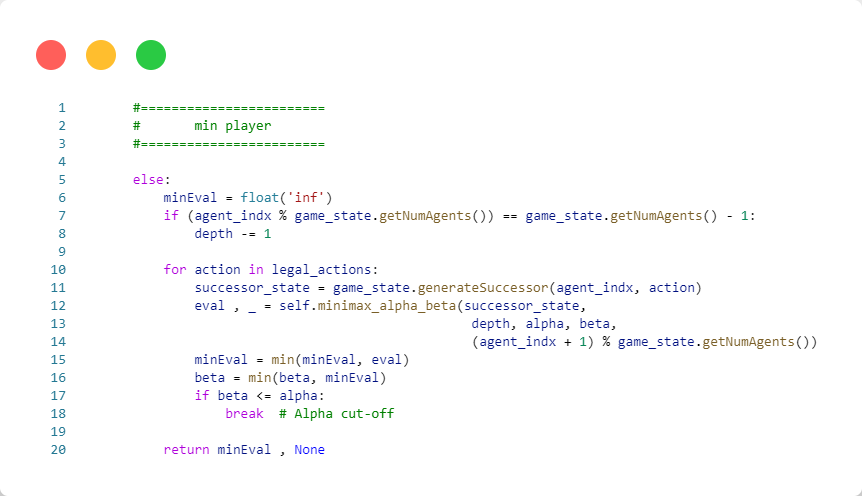 1 #========================
2 #       min player
3 #========================
4
5 else:
6     minEval = float('inf')
7     if (agent_indx % game_state.getNumAgents()) == game_state.getNumAgents() - 1:
8         depth -= 1
9
10     for action in legal_actions:
11         successor_state = game_state.generateSuccessor(agent_indx, action)
12         eval , _ = self.minimax_alpha_beta(successor_state,
13                                             depth, alpha, beta,
14                                             (agent_indx + 1) % game_state.getNumAgents())
15         minEval = min(minEval, eval)
16         beta = min(beta, minEval)
17         if beta <= alpha:
18             break  # Alpha cut-off
19
20     return minEval , None